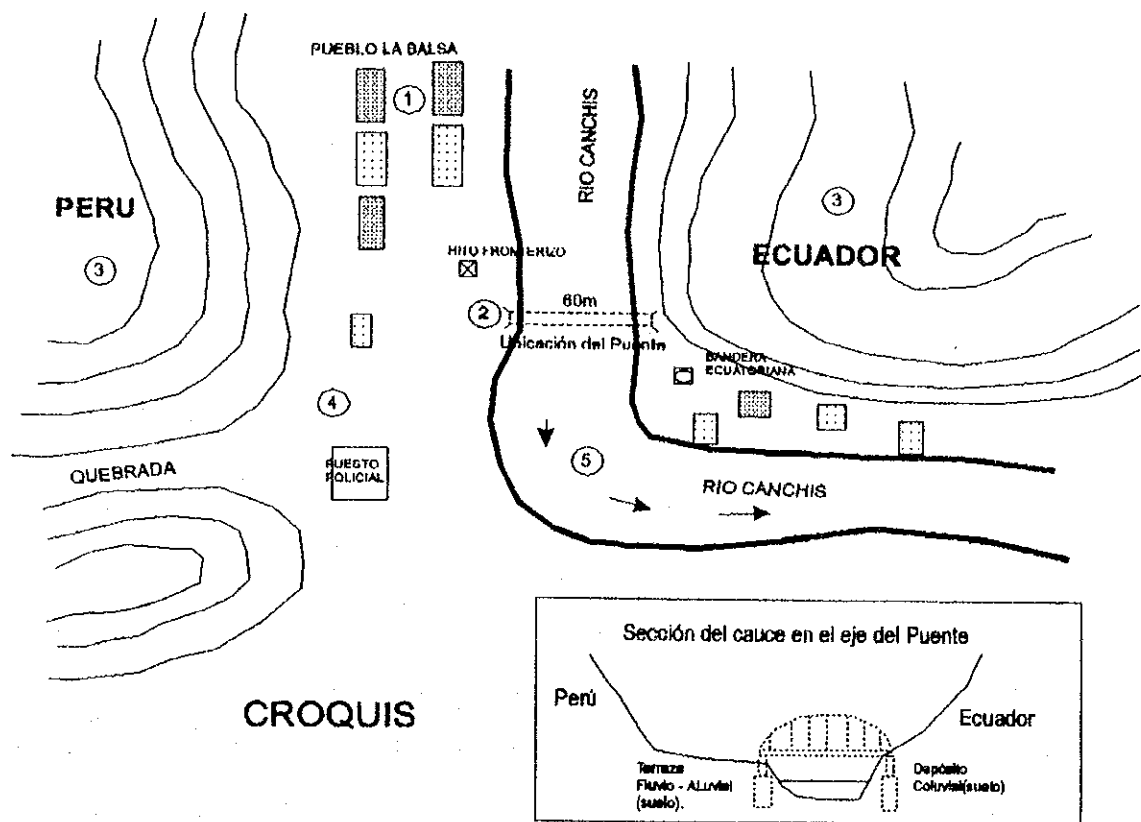 PUEBLO LA BALSA
1
RIO CANCHIS
PERU
3
3
ECUADOR
HITO FRONTERIZO
2
60m
Ubicación del Puente
BANDERA
ECUATORIANA
4
QUEBRADA
PUESTO
POLICIAL
5
RIO CANCHIS
CROQUIS
Sección del cauce en el eje del Puente
Perú
Ecuador
Terraza
Fluvio - ALuvial
(suelo).
Depósito
Coluvial(suelo)